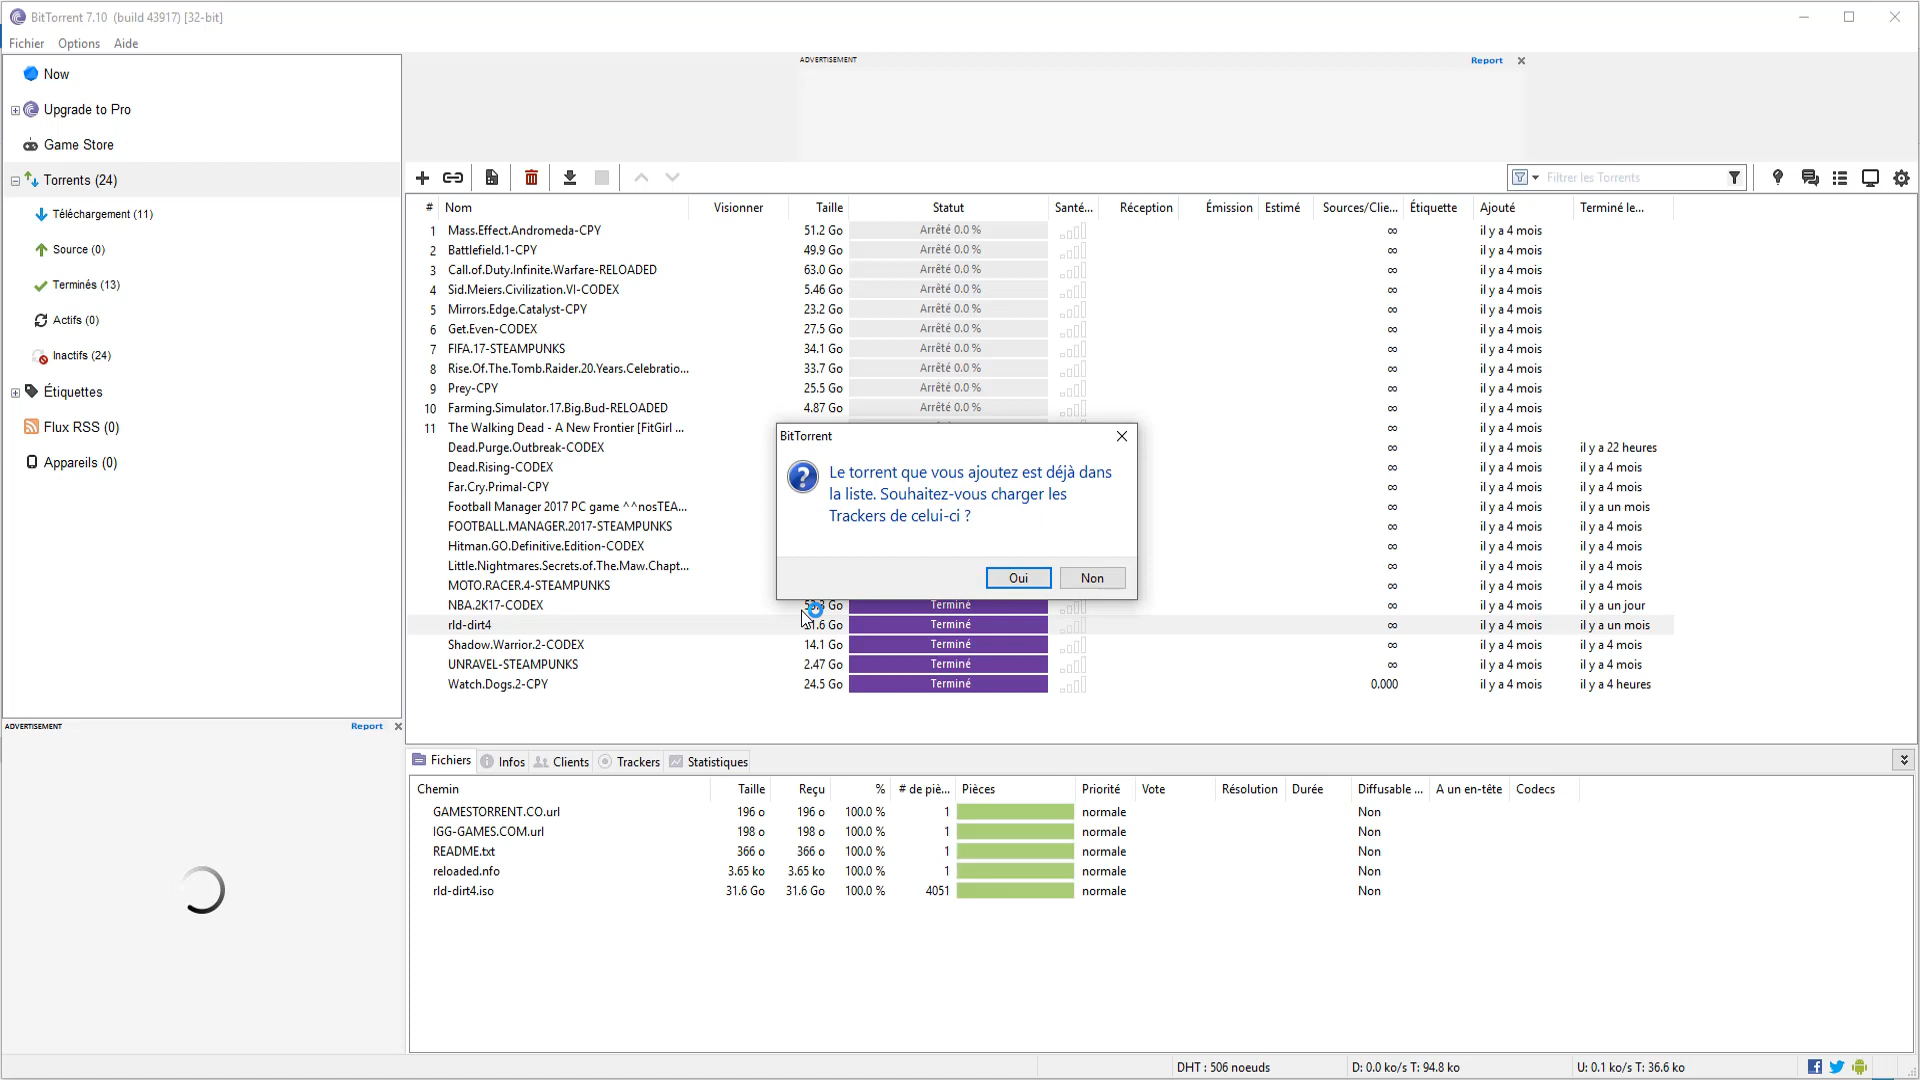 BitTorrent 7.10 (build 43917) [32-bit]
Fichier Options Aide
ADVERTISEMENT Report
Now
Upgrade to Pro
Game Store
Torrents (24)
Téléchargement (11)
Source (0)
Terminés (13)
Actifs (0)
Inactifs (24)
Étiquettes
Flux RSS (0)
Appareils (0)
ADVERTISEMENT Report
Filtrer les Torrents
# Nom Visionner Taille Statut Santé... Réception Émission Estimé Sources/Clie... Étiquette Ajouté Terminé le...
1 Mass.Effect.Andromeda-CPY 51.2 Go Arrêté 0.0 % ∞ il y a 4 mois
2 Battlefield.1-CPY 49.9 Go Arrêté 0.0 % ∞ il y a 4 mois
3 Call.of.Duty.Infinite.Warfare-RELOADED 63.0 Go Arrêté 0.0 % ∞ il y a 4 mois
4 Sid.Meiers.Civilization.VI-CODEX 5.46 Go Arrêté 0.0 % ∞ il y a 4 mois
5 Mirrors.Edge.Catalyst-CPY 23.2 Go Arrêté 0.0 % ∞ il y a 4 mois
6 Get.Even-CODEX 27.5 Go Arrêté 0.0 % ∞ il y a 4 mois
7 FIFA.17-STEAMPUNKS 34.1 Go Arrêté 0.0 % ∞ il y a 4 mois
8 Rise.Of.The.Tomb.Raider.20.Years.Celebratio... 33.7 Go Arrêté 0.0 % ∞ il y a 4 mois
9 Prey-CPY 25.5 Go Arrêté 0.0 % ∞ il y a 4 mois
10 Farming.Simulator.17.Big.Bud-RELOADED 4.87 Go Arrêté 0.0 % ∞ il y a 4 mois
11 The Walking Dead - A New Frontier [FitGirl ... ∞ il y a 4 mois
Dead.Purge.Outbreak-CODEX ∞ il y a 4 mois il y a 22 heures
Dead.Rising-CODEX ∞ il y a 4 mois il y a 4 mois
Far.Cry.Primal-CPY ∞ il y a 4 mois il y a 4 mois
Football Manager 2017 PC game ^^nosTEA... ∞ il y a 4 mois il y a un mois
FOOTBALL.MANAGER.2017-STEAMPUNKS ∞ il y a 4 mois il y a 4 mois
Hitman.GO.Definitive.Edition-CODEX ∞ il y a 4 mois il y a 4 mois
Little.Nightmares.Secrets.of.The.Maw.Chapt... ∞ il y a 4 mois il y a 4 mois
MOTO.RACER.4-STEAMPUNKS ∞ il y a 4 mois il y a 4 mois
NBA.2K17-CODEX Go Terminé ∞ il y a 4 mois il y a un jour
rld-dirt4 31.6 Go Terminé ∞ il y a 4 mois il y a un mois
Shadow.Warrior.2-CODEX 14.1 Go Terminé ∞ il y a 4 mois il y a 4 mois
UNRAVEL-STEAMPUNKS 2.47 Go Terminé ∞ il y a 4 mois il y a 4 mois
Watch.Dogs.2-CPY 24.5 Go Terminé 0.000 il y a 4 mois il y a 4 heures
BitTorrent
Le torrent que vous ajoutez est déjà dans
la liste. Souhaitez-vous charger les
Trackers de celui-ci ?
Oui Non
Fichiers Infos Clients Trackers Statistiques
Chemin Taille Reçu % # de piè... Pièces Priorité Vote Résolution Durée Diffusable ... A un en-tête Codecs
GAMESTORRENT.CO.url 196 o 196 o 100.0 % 1 normale Non
IGG-GAMES.COM.url 198 o 198 o 100.0 % 1 normale Non
README.txt 366 o 366 o 100.0 % 1 normale Non
reloaded.nfo 3.65 ko 3.65 ko 100.0 % 1 normale Non
rld-dirt4.iso 31.6 Go 31.6 Go 100.0 % 4051 normale Non
DHT : 506 noeuds D: 0.0 ko/s T: 94.8 ko U: 0.1 ko/s T: 36.6 ko